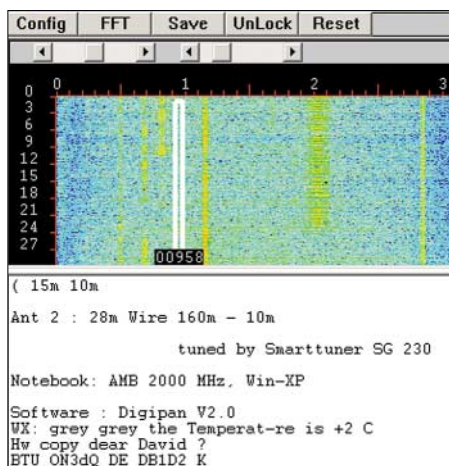 Config FFT Save UnLock Reset
0 1 2 3
0
3
6
9
12
15
18
21
24
27
00958
( 15m 10m
Ant 2 : 28m Wire 160m - 10m
tuned by Smarttuner SG 230
Notebook: AMB 2000 MHz, Win-XP
Software : Digipan V2.0
WX: grey grey the Temperat-re is +2 C
Hw copy dear David ?
BTU ON3dQ DE DB1D2 K